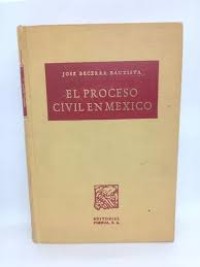 JOSE BECERRA BAUTISTA
EL PROCESO
CIVIL EN MEXICO
EDITORIAL
PORRUA, S. A.